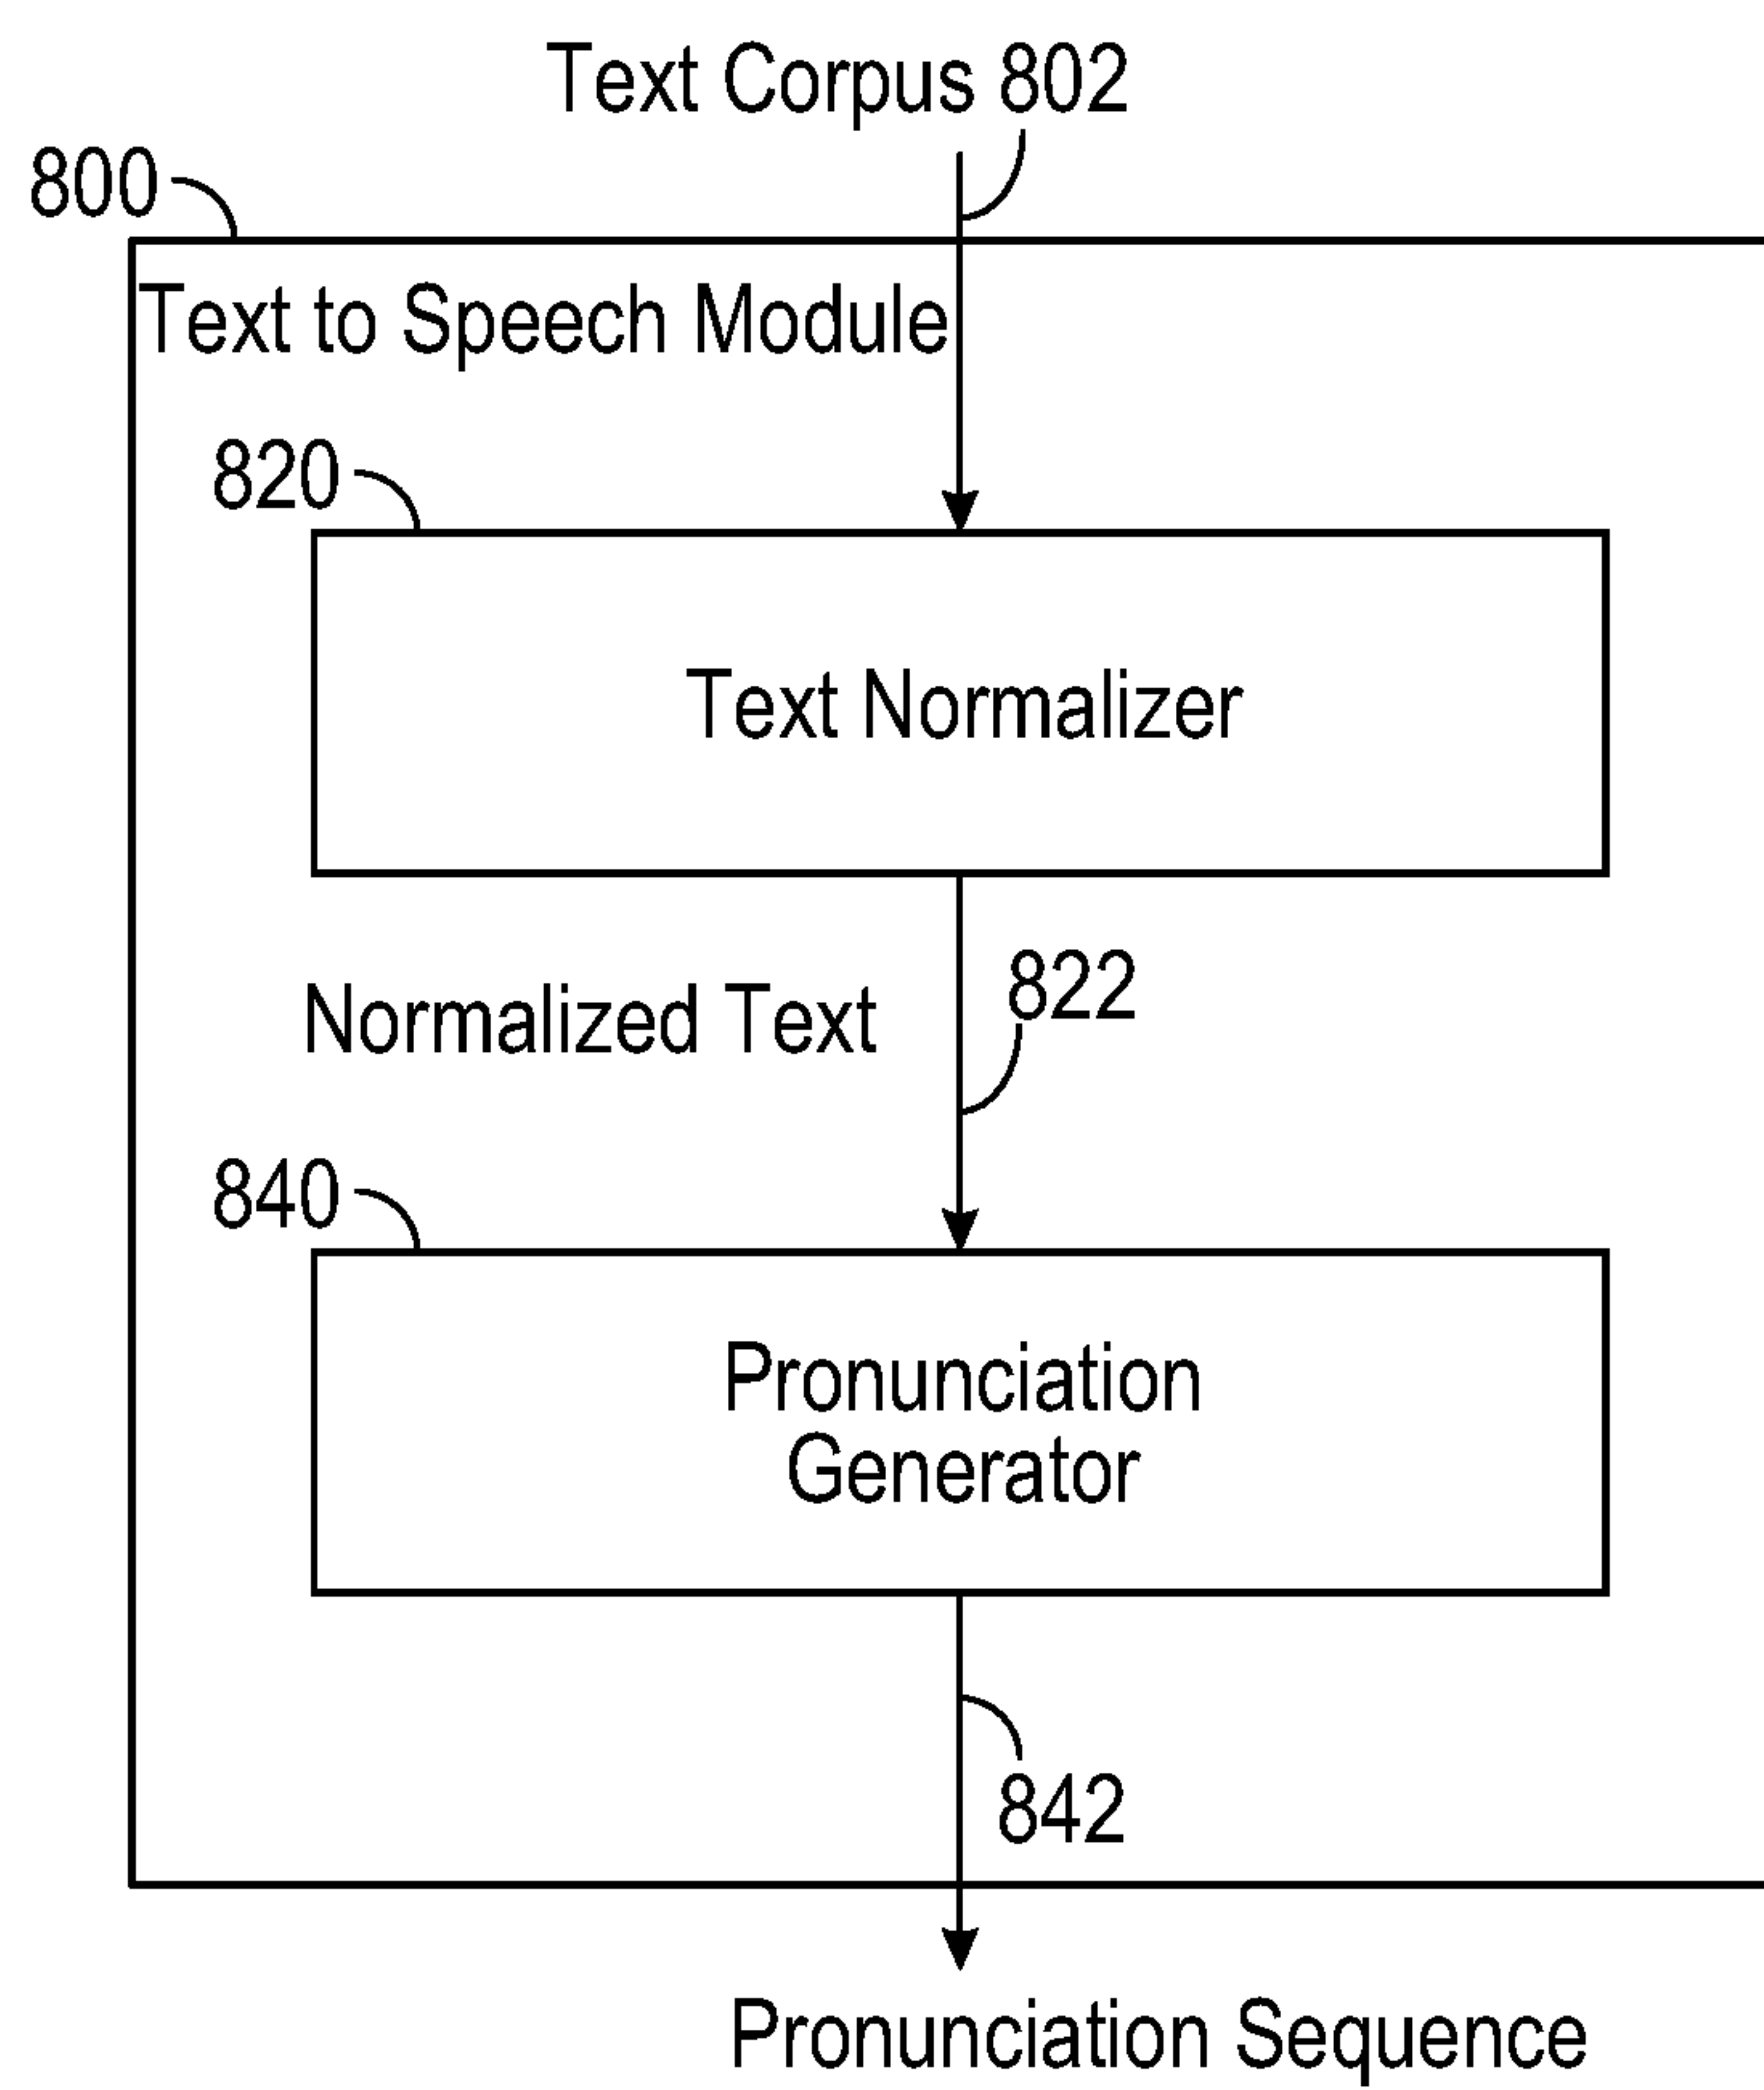 Text Corpus 802
800
Text to Speech Module
820
Text Normalizer
822
Normalized Text
840
Pronunciation
Generator
842
Pronunciation Sequence